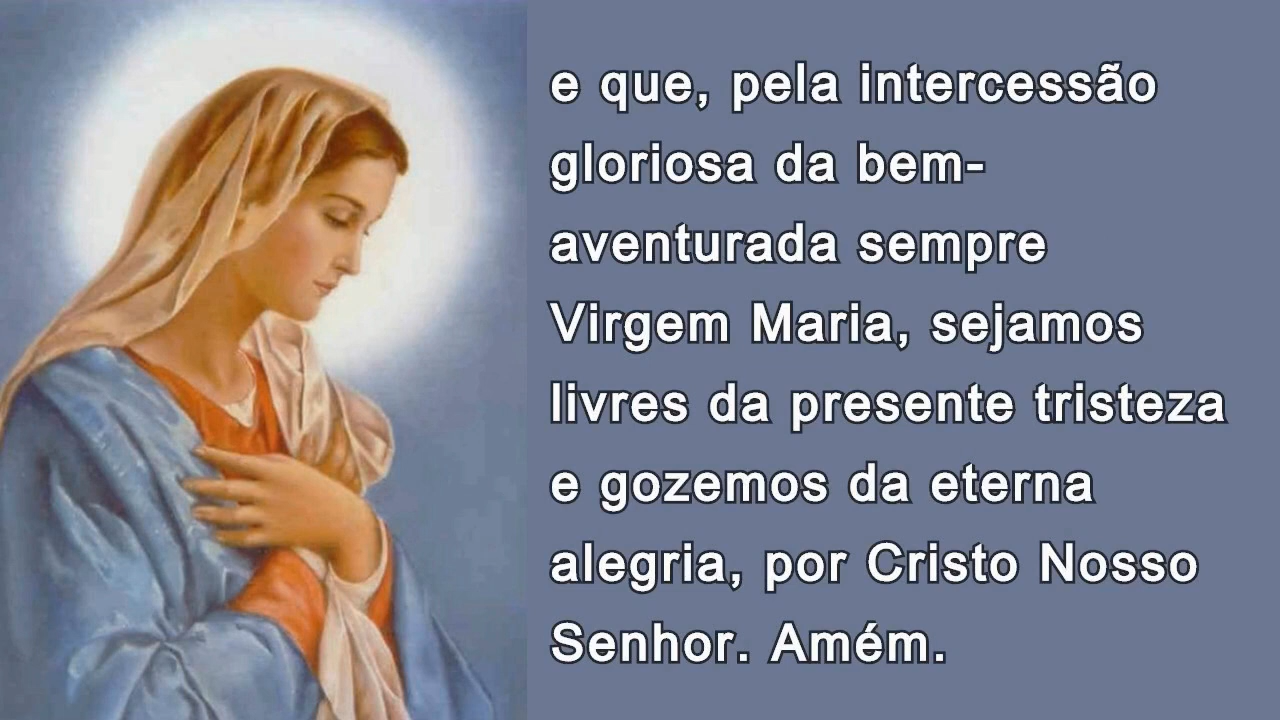 e que, pela intercessão
gloriosa da bem-
aventurada sempre
Virgem Maria, sejamos
livres da presente tristeza
e gozemos da eterna
alegria, por Cristo Nosso
Senhor. Amém.